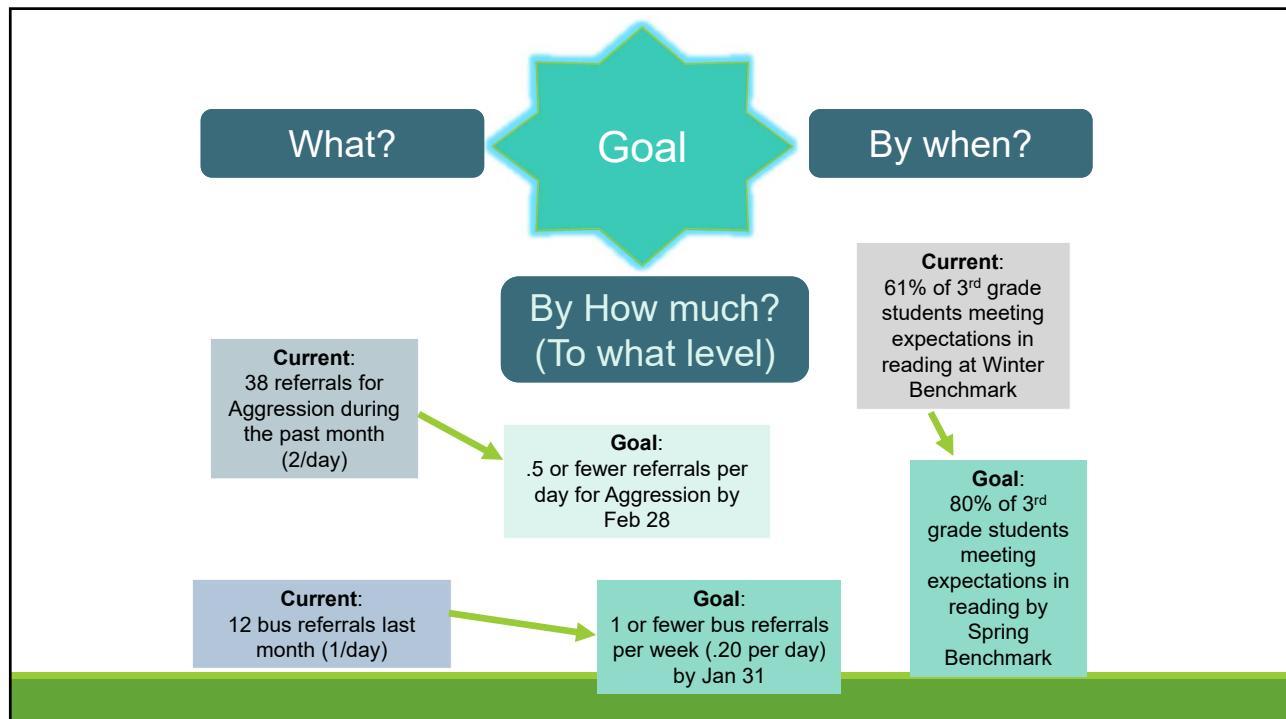 What?
Goal
By when?
By How much?
(To what level)
Current:
38 referrals for
Aggression during
the past month
(2/day)
Goal:
.5 or fewer referrals per
day for Aggression by
Feb 28
Current:
12 bus referrals last
month (1/day)
Goal:
1 or fewer bus referrals
per week (.20 per day)
by Jan 31
Current:
61% of 3rd grade
students meeting
expectations in
reading at Winter
Benchmark
Goal:
80% of 3rd
grade students
meeting
expectations in
reading by
Spring
Benchmark